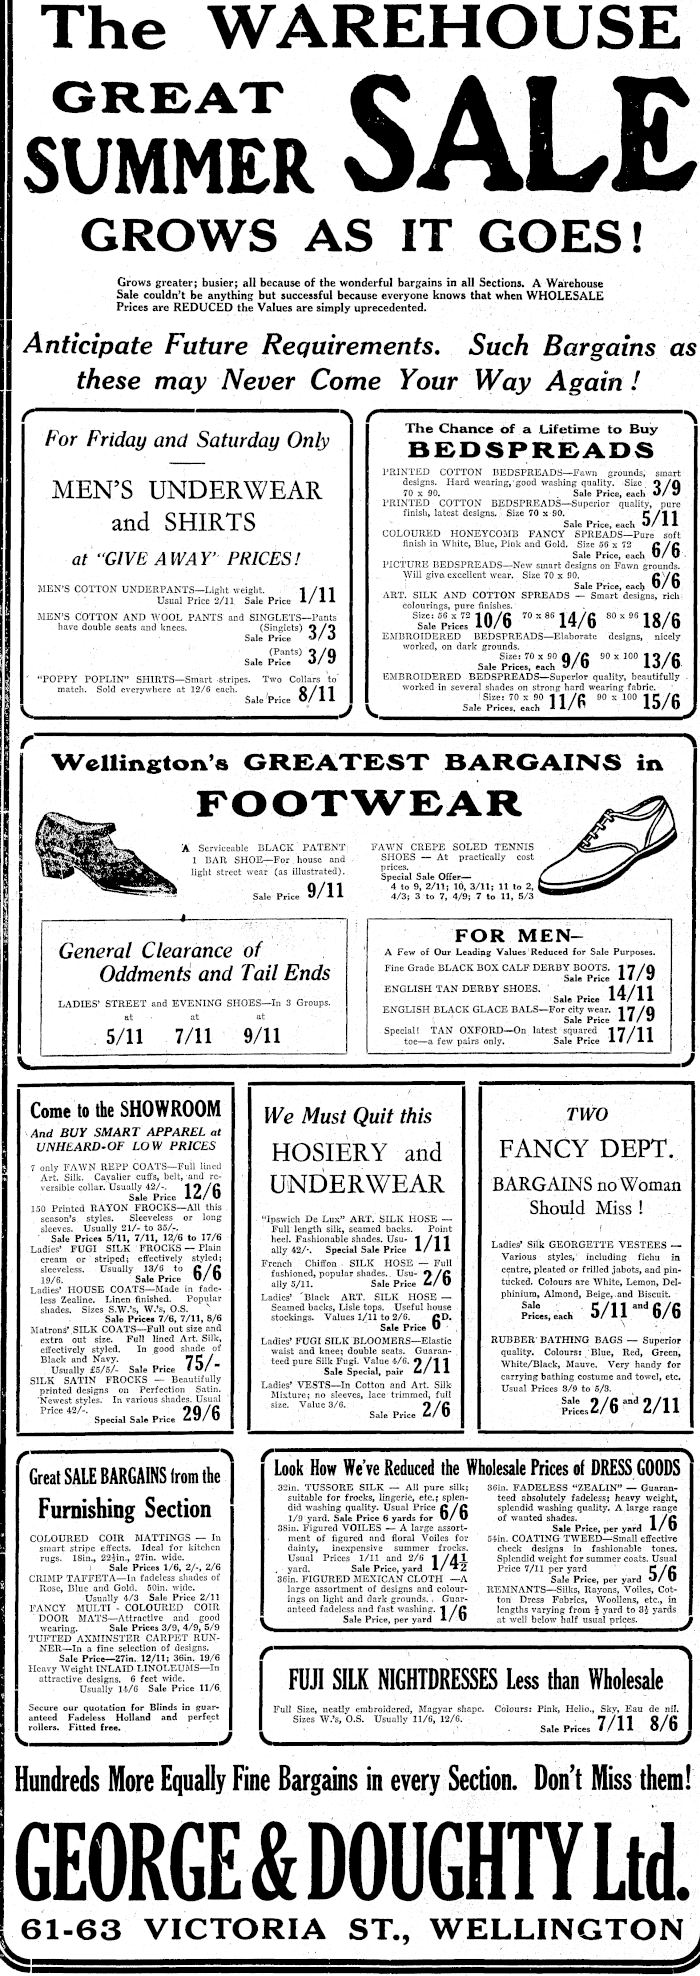 The WAREHOUSE
GREAT
SUMMER SALE
GROWS AS IT GOES!
Grows greater; busier; all because of the wonderful bargains in all Sections. A Warehouse
Sale couldn't be anything but successful because everyone knows that when WHOLESALE
Prices are REDUCED the Values are simply uprecedented.
Anticipate Future Requirements. Such Bargains as
these may Never Come Your Way Again!
For Friday and Saturday Only
MEN'S UNDERWEAR
and SHIRTS
at "GIVE AWAY" PRICES!
MEN'S COTTON UNDERPANTS—Light weight.
Usual Price 2/11 Sale Price 1/11
MEN'S COTTON AND WOOL PANTS and SINGLETS—Pants
have double seats and knees. (Singlets)
Sale Price 3/3
(Pants)
Sale Price 3/9
"POPPY POPLIN" SHIRTS—Smart stripes. Two Collars to
match. Sold everywhere at 12/6 each.
Sale Price 8/11
The Chance of a Lifetime to Buy
BEDSPREADS
PRINTED COTTON BEDSPREADS—Fawn grounds, smart
designs. Hard wearing, good washing quality. Size
70 x 90. Sale Price, each 3/9
PRINTED COTTON BEDSPREADS—Superior quality, pure
finish, latest designs. Size 70 x 90.
Sale Price, each 5/11
COLOURED HONEYCOMB FANCY SPREADS—Pure soft
finish in White, Blue, Pink and Gold. Size 56 x 72
Sale Price, each 6/6
PICTURE BEDSPREADS—New smart designs on Fawn grounds.
Will give excellent wear. Size 70 x 90.
Sale Price, each 6/6
ART. SILK AND COTTON SPREADS — Smart designs, rich
colourings, pure finishes.
Size: 56 x 72 10/6 70 x 86 14/6 80 x 96 18/6
Sale Prices
EMBROIDERED BEDSPREADS—Elaborate designs, nicely
worked, on dark grounds.
Size: 70 x 90 9/6 90 x 100 13/6
Sale Prices, each
EMBROIDERED BEDSPREADS—Superior quality, beautifully
worked in several shades on strong hard wearing fabric.
Size: 70 x 90 11/6 90 x 100 15/6
Sale Prices, each
Wellington's GREATEST BARGAINS in
FOOTWEAR
A Serviceable BLACK PATENT
1 BAR SHOE—For house and
light street wear (as illustrated).
Sale Price 9/11
FAWN CREPE SOLED TENNIS
SHOES — At practically cost
prices.
Special Sale Offer—
4 to 9, 2/11; 10, 3/11; 11 to 2,
4/3; 3 to 7, 4/9; 7 to 11, 5/3
General Clearance of
Oddments and Tail Ends
LADIES' STREET and EVENING SHOES—In 3 Groups.
at at at
5/11 7/11 9/11
FOR MEN—
A Few of Our Leading Values Reduced for Sale Purposes.
Fine Grade BLACK BOX CALF DERBY BOOTS.
Sale Price 17/9
ENGLISH TAN DERBY SHOES.
Sale Price 14/11
ENGLISH BLACK GLACE BALS—For city wear.
Sale Price 17/9
Special! TAN OXFORD—On latest squared
toe—a few pairs only. Sale Price 17/11
Come to the SHOWROOM
And BUY SMART APPAREL at
UNHEARD-OF LOW PRICES
7 only FAWN REPP COATS—Full lined
Art. Silk. Cavalier cuffs, belt, and re-
versible collar. Usually 42/-.
Sale Price 12/6
150 Printed RAYON FROCKS—All this
season's styles. Sleeveless or long
sleeves. Usually 21/- to 35/-.
Sale Prices 5/11, 7/11, 12/6 to 17/6
Ladies' FUGI SILK FROCKS — Plain
cream or striped; effectively styled;
sleeveless. Usually 13/6 to
19/6. Sale Price 6/6
Ladies' HOUSE COATS—Made in fade-
less Zealine. Linen finished. Popular
shades. Sizes S.W.'s, W.'s, O.S.
Sale Prices 7/6, 7/11, 8/6
Matrons' SILK COATS—Full out size and
extra out size. Full lined Art. Silk,
effectively styled. In good shade of
Black and Navy.
Usually £5/5/- Sale Price 75/-
SILK SATIN FROCKS — Beautifully
printed designs on Perfection Satin.
Newest styles. In various shades. Usual
Price 42/-.
Special Sale Price 29/6
We Must Quit this
HOSIERY and
UNDERWEAR
"Ipswich De Lux" ART. SILK HOSE —
Full length silk, seamed backs. Point
heel. Fashionable shades. Usu-
ally 42/-. Special Sale Price 1/11
French Chiffon SILK HOSE — Full
fashioned, popular shades. Usu-
ally 5/11. Sale Price 2/6
Ladies' Black ART. SILK HOSE —
Seamed backs, Lisle tops. Useful house
stockings. Values 1/11 to 2/6.
Sale Price 6D.
Ladies' FUGI SILK BLOOMERS—Elastic
waist and knee; double seats. Guaran-
teed pure Silk Fugi. Value 4/6.
Sale Special, pair 2/11
Ladies' VESTS—In Cotton and Art. Silk
Mixture; no sleeves, lace trimmed, full
size. Value 3/6.
Sale Price 2/6
TWO
FANCY DEPT.
BARGAINS no Woman
Should Miss!
Ladies' Silk GEORGETTE VESTEES —
Various styles, including fichu in
centre, pleated or frilled jabots, and pin-
tucked. Colours are White, Lemon, Del-
phinium, Almond, Beige, and Biscuit.
Sale
Prices, each 5/11 and 6/6
RUBBER BATHING BAGS — Superior
quality. Colours: Blue, Red, Green,
White/Black, Mauve. Very handy for
carrying bathing costume and towel, etc.
Usual Prices 3/9 to 5/3.
Sale
Prices 2/6 and 2/11
Great SALE BARGAINS from the
Furnishing Section
COLOURED COIR MATTINGS — In
smart stripe effects. Ideal for kitchen
rugs. 18in., 22½in., 27in. wide.
Sale Prices 1/6, 2/-, 2/6
CRIMP TAFFETA—In fadeless shades of
Rose, Blue and Gold. 50in. wide.
Usually 4/3 Sale Price 2/11
FANCY MULTI - COLOURED COIR
DOOR MATS—Attractive and good
wearing. Sale Prices 3/9, 4/9, 5/9
TUFTED AXMINSTER CARPET RUN-
NER—In a fine selection of designs.
Sale Price—27in. 12/11; 36in. 19/6
Heavy Weight INLAID LINOLEUMS—In
attractive designs. 6 feet wide.
Usually 14/6 Sale Price 11/6
Secure our quotation for Blinds in guar-
anteed Fadeless Holland and perfect
rollers. Fitted free.
Look How We've Reduced the Wholesale Prices of DRESS GOODS
32in. TUSSORE SILK — All pure silk;
suitable for frocks, lingerie, etc.; splen-
did washing quality. Usual Price
1/9 yard. Sale Price 6 yards for 6/6
38in. Figured VOILES — A large assort-
ment of figured and floral Voiles for
dainty, inexpensive summer frocks.
Usual Prices 1/11 and 2/6
yard. Sale Price, yard 1/4½
36in. FIGURED MEXICAN CLOTH — A
large assortment of designs and colour-
ings on light and dark grounds. Guar-
anteed fadeless and fast washing.
Sale Price, per yard 1/6
36in. FADELESS "ZEALIN" — Guaran-
teed absolutely fadeless; heavy weight,
splendid washing quality. A large range
of wanted shades.
Sale Price, per yard 1/6
54in. COATING TWEED—Small effective
check designs In fashionable tones.
Splendid weight for summer coats. Usual
Price 7/11 per yard
Sale Price, per yard 5/6
REMNANTS—Silks, Rayons, Voiles, Cot-
ton Dress Fabrics, Woollens, etc., in
lengths varying from ½ yard to 3½ yards
at well below half usual prices.
FUJI SILK NIGHTDRESSES Less than Wholesale
Full Size, neatly embroidered, Magyar shape. Colours: Pink, Helio., Sky, Eau de nil.
Sizes W.'s, O.S. Usually 11/6, 12/6.
Sale Prices 7/11 8/6
Hundreds More Equally Fine Bargains in every Section. Don't Miss them!
GEORGE & DOUGHTY Ltd.
61-63 VICTORIA ST., WELLINGTON